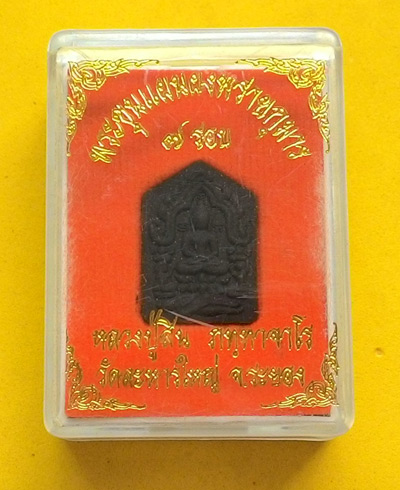 พระขุนแผนผงพรายกุมาร
๗ รอบ
หลวงปู่สิน ภทฺทาจาโร
วัดละหารใหญ่ จ.ระยอง